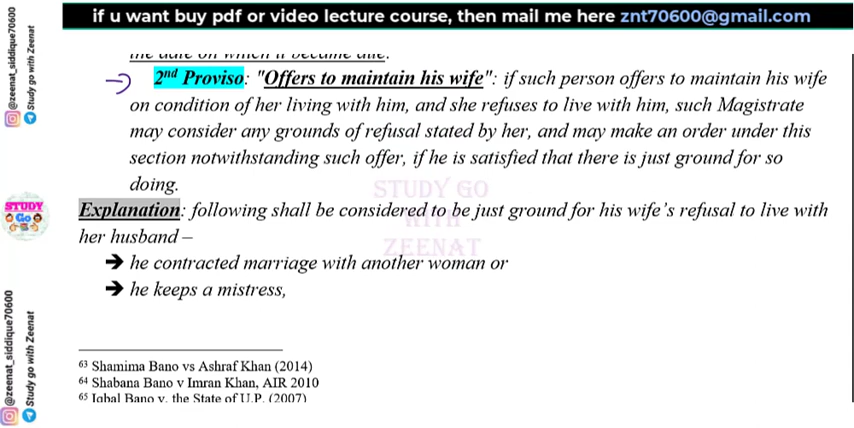 if u want buy pdf or video lecture course, then mail me here znt70600@gmail.com
the date on which it became due.
2nd Proviso: "Offers to maintain his wife": if such person offers to maintain his wife
on condition of her living with him, and she refuses to live with him, such Magistrate
may consider any grounds of refusal stated by her, and may make an order under this
section notwithstanding such offer, if he is satisfied that there is just ground for so
doing.
Explanation: following shall be considered to be just ground for his wife's refusal to live with
her husband –
➔ he contracted marriage with another woman or
➔ he keeps a mistress,
63 Shamima Bano vs Ashraf Khan (2014)
64 Shabana Bano v Imran Khan, AIR 2010
65 Iqbal Bano v. the State of U.P. (2007)
@zeenat_siddique70600
Study go with Zeenat
STUDY
Go
@zeenat_siddique70600
Study go with Zeenat
STUDY GO
WITH
ZEENAT